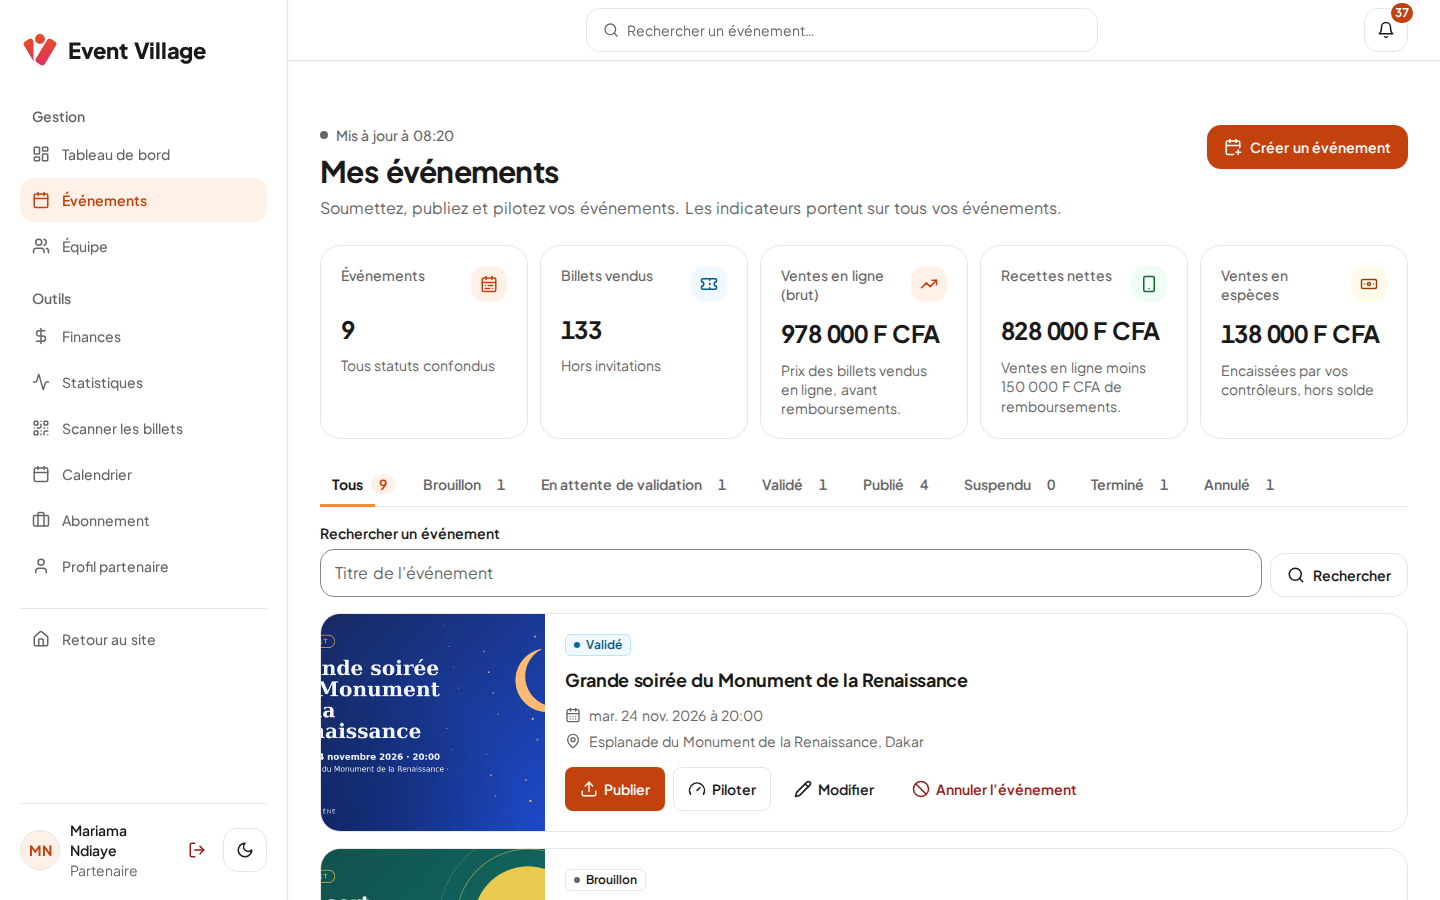 Event Village
Rechercher un événement…
37
Gestion
Tableau de bord
Événements
Équipe
Outils
Finances
Statistiques
Scanner les billets
Calendrier
Abonnement
Profil partenaire
Retour au site
MN
Mariama
Ndiaye
Partenaire
Mis à jour à 08:20
Mes événements
Soumettez, publiez et pilotez vos événements. Les indicateurs portent sur tous vos événements.
Créer un événement
Événements
9
Tous statuts confondus
Billets vendus
133
Hors invitations
Ventes en ligne
(brut)
978 000 F CFA
Prix des billets vendus
en ligne, avant
remboursements.
Recettes nettes
828 000 F CFA
Ventes en ligne moins
150 000 F CFA de
remboursements.
Ventes en
espèces
138 000 F CFA
Encaissées par vos
contrôleurs, hors solde
Tous 9 Brouillon 1 En attente de validation 1 Validé 1 Publié 4 Suspendu 0 Terminé 1 Annulé 1
Rechercher un événement
Titre de l'événement
Rechercher
nde soirée
Monument
la
naissance
novembre 2026 · 20:00
du Monument de la Renaissance ·
Validé
Grande soirée du Monument de la Renaissance
mar. 24 nov. 2026 à 20:00
Esplanade du Monument de la Renaissance, Dakar
Publier
Piloter
Modifier
Annuler l'événement
Brouillon